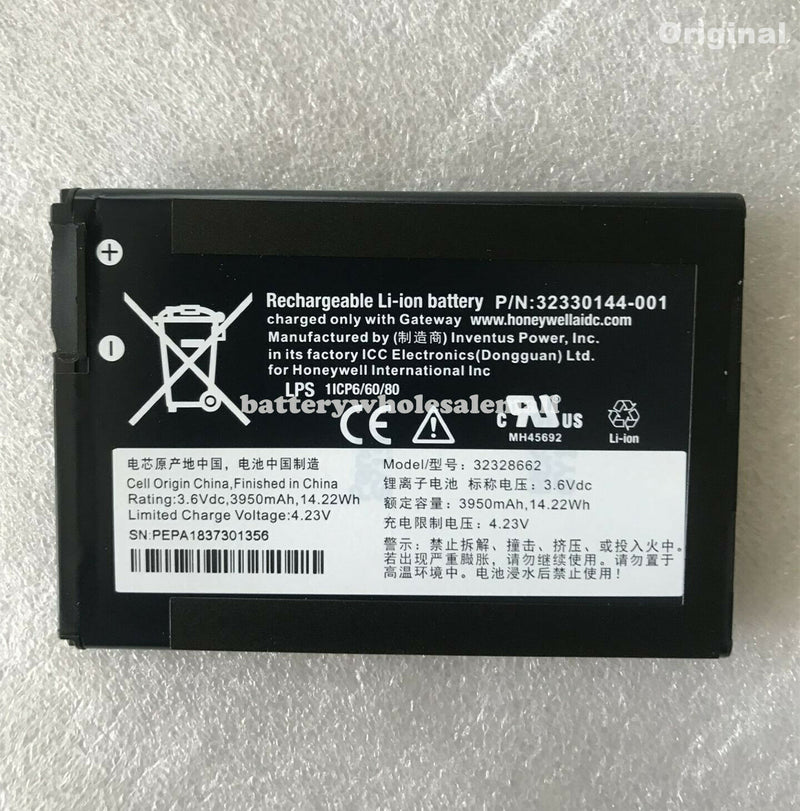 Original
+
Rechargeable Li-ion battery P/N:32330144-001
charged only with Gateway www.honeywellaidc.com
Manufactured by (制造商) Inventus Power, Inc.
in its factory ICC Electronics(Dongguan) Ltd.
for Honeywell International Inc
LPS 1ICP6/60/80
batterywholesalemall
CE
c RU US
MH45692
Li-ion
电芯原产地中国，电池中国制造
Cell Origin China, Finished in China
Rating:3.6Vdc, 3950mAh, 14.22Wh
Limited Charge Voltage:4.23V
SN:PEPA1837301356
Model/型号: 32328662
锂离子电池 标称电压: 3.6Vdc
额定容量: 3950mAh, 14.22Wh
充电限制电压: 4.23V
警示: 禁止拆解、撞击、挤压、或投入火中。
若出现严重膨胀, 请勿继续使用。请勿置于
高温环境中。电池浸水后禁止使用!